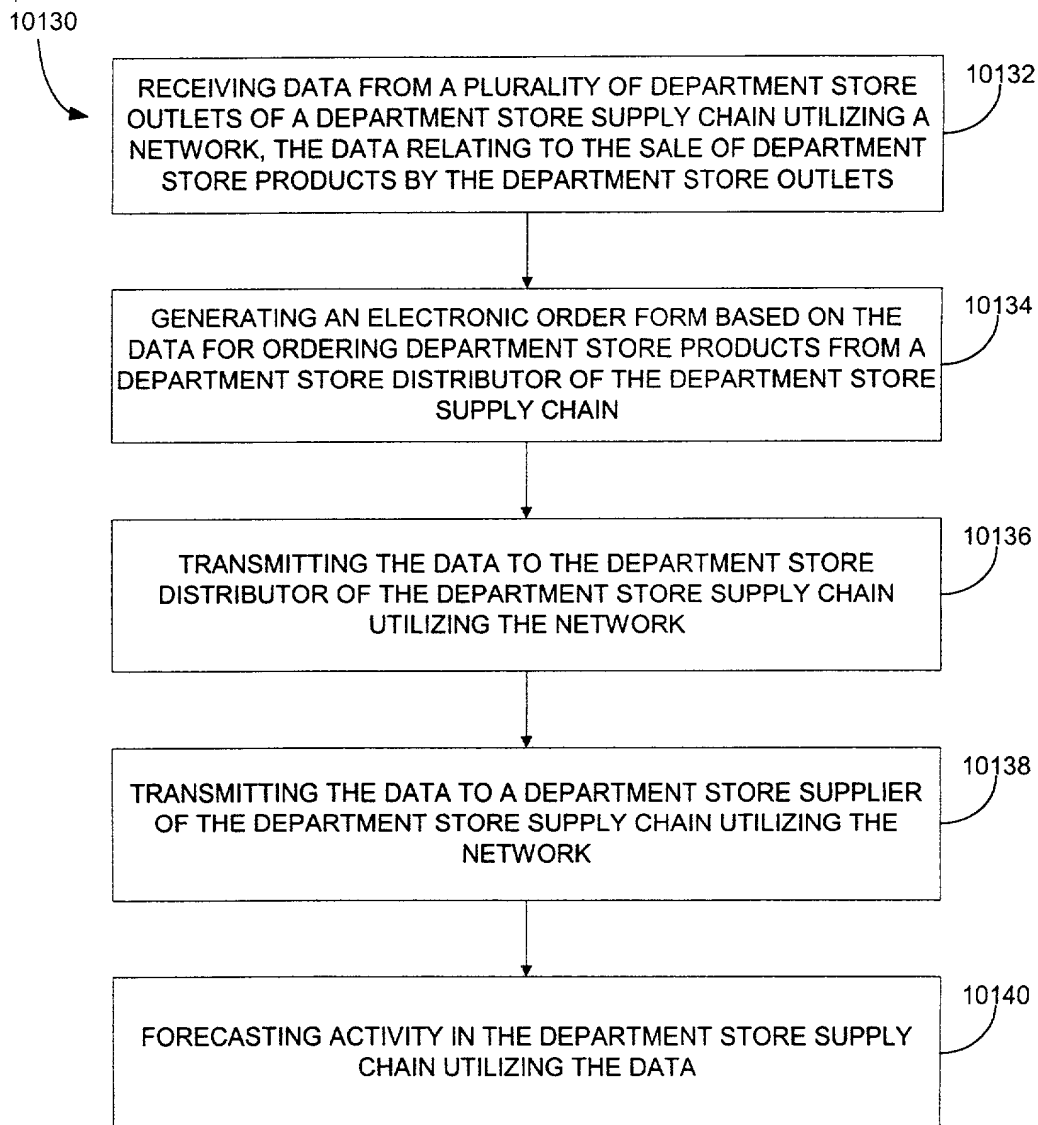 10130
RECEIVING DATA FROM A PLURALITY OF DEPARTMENT STORE
OUTLETS OF A DEPARTMENT STORE SUPPLY CHAIN UTILIZING A
NETWORK, THE DATA RELATING TO THE SALE OF DEPARTMENT
STORE PRODUCTS BY THE DEPARTMENT STORE OUTLETS
10132
GENERATING AN ELECTRONIC ORDER FORM BASED ON THE
DATA FOR ORDERING DEPARTMENT STORE PRODUCTS FROM A
DEPARTMENT STORE DISTRIBUTOR OF THE DEPARTMENT STORE
SUPPLY CHAIN
10134
TRANSMITTING THE DATA TO THE DEPARTMENT STORE
DISTRIBUTOR OF THE DEPARTMENT STORE SUPPLY CHAIN
UTILIZING THE NETWORK
10136
TRANSMITTING THE DATA TO A DEPARTMENT STORE SUPPLIER
OF THE DEPARTMENT STORE SUPPLY CHAIN UTILIZING THE
NETWORK
10138
FORECASTING ACTIVITY IN THE DEPARTMENT STORE SUPPLY
CHAIN UTILIZING THE DATA
10140